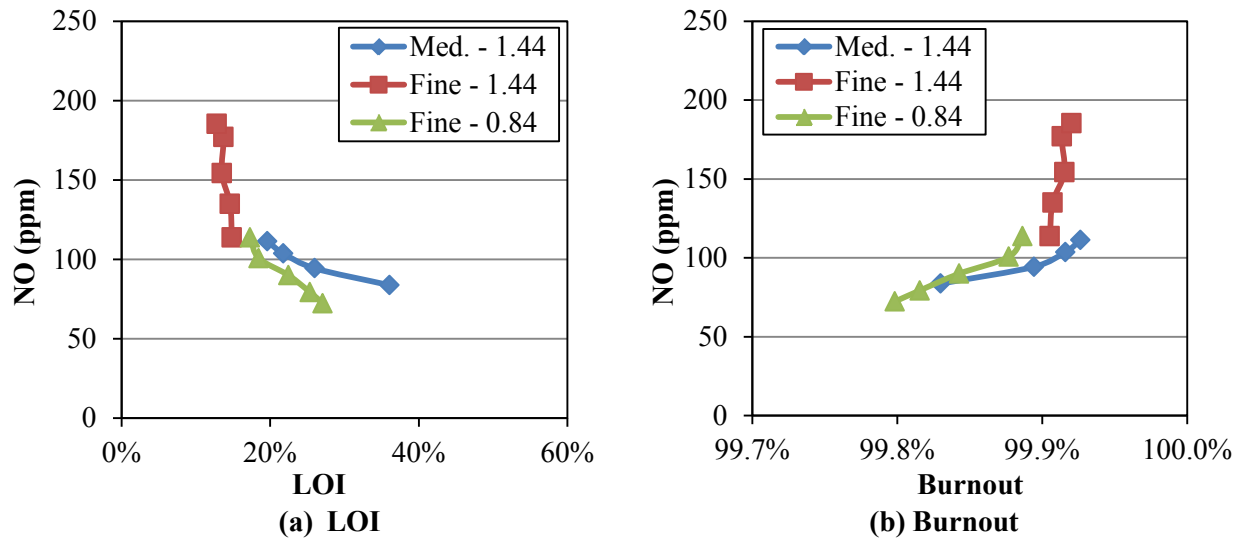 250
200
150
100
50
0
NO (ppm)
Med. - 1.44
Fine - 1.44
Fine - 0.84
0% 20% 40% 60%
LOI
(a) LOI
250
200
150
100
50
0
NO (ppm)
Med. - 1.44
Fine - 1.44
Fine - 0.84
99.7% 99.8% 99.9% 100.0%
Burnout
(b) Burnout